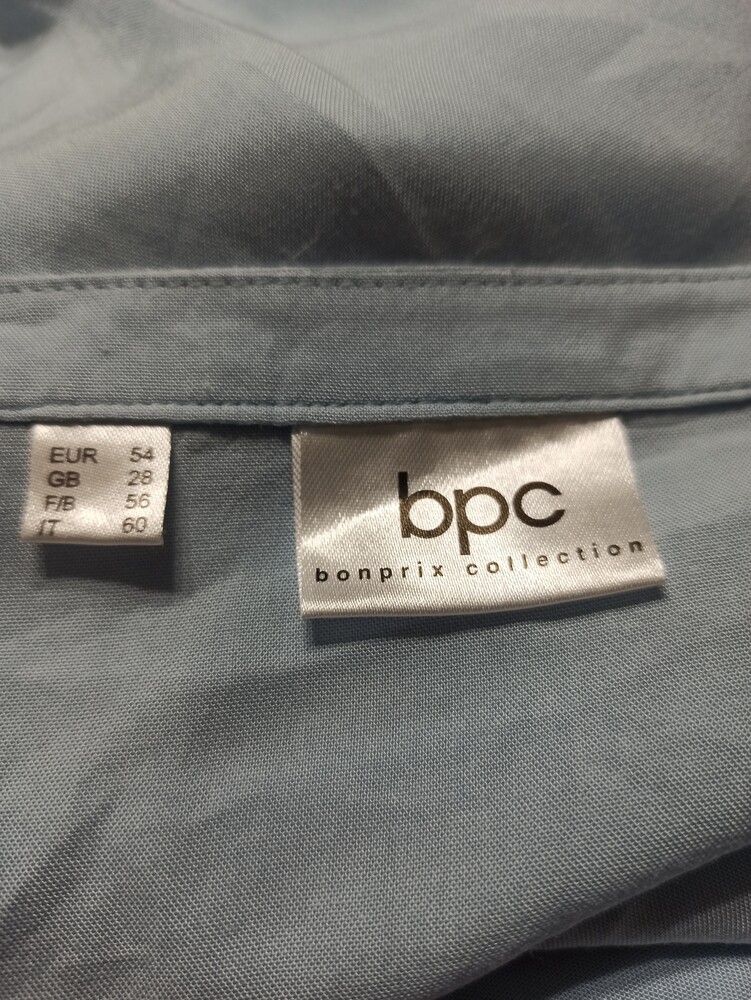 EUR 54
GB 28
F/B 56
IT 60
bpc
bonprix collection